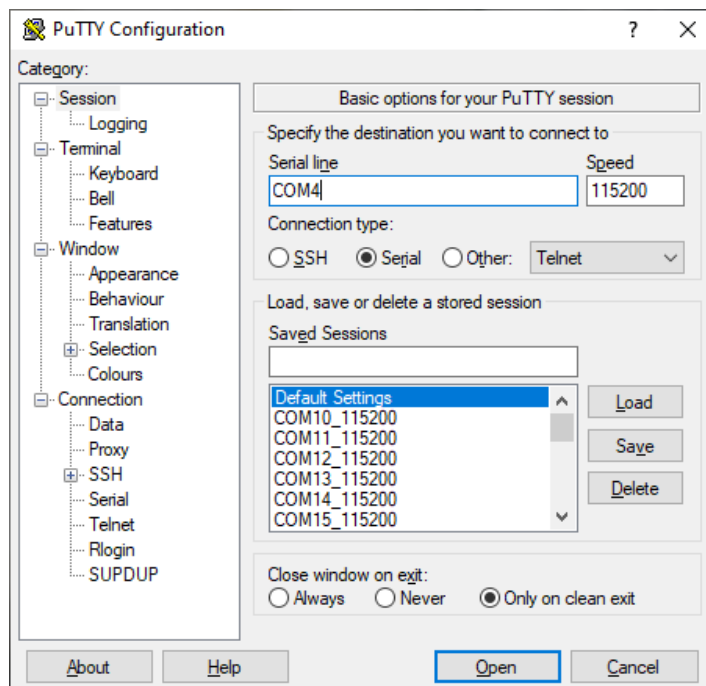 PuTTY Configuration
?
Category:
Session
Logging
Terminal
Keyboard
Bell
Features
Window
Appearance
Behaviour
Translation
Selection
Colours
Connection
Data
Proxy
SSH
Serial
Telnet
Rlogin
SUPDUP
Basic options for your PuTTY session
Specify the destination you want to connect to
Serial line Speed
COM4 115200
Connection type:
SSH Serial Other: Telnet
Load, save or delete a stored session
Saved Sessions
Default Settings
COM10_115200
COM11_115200
COM12_115200
COM13_115200
COM14_115200
COM15_115200
Load
Save
Delete
Close window on exit:
Always Never Only on clean exit
About Help Open Cancel